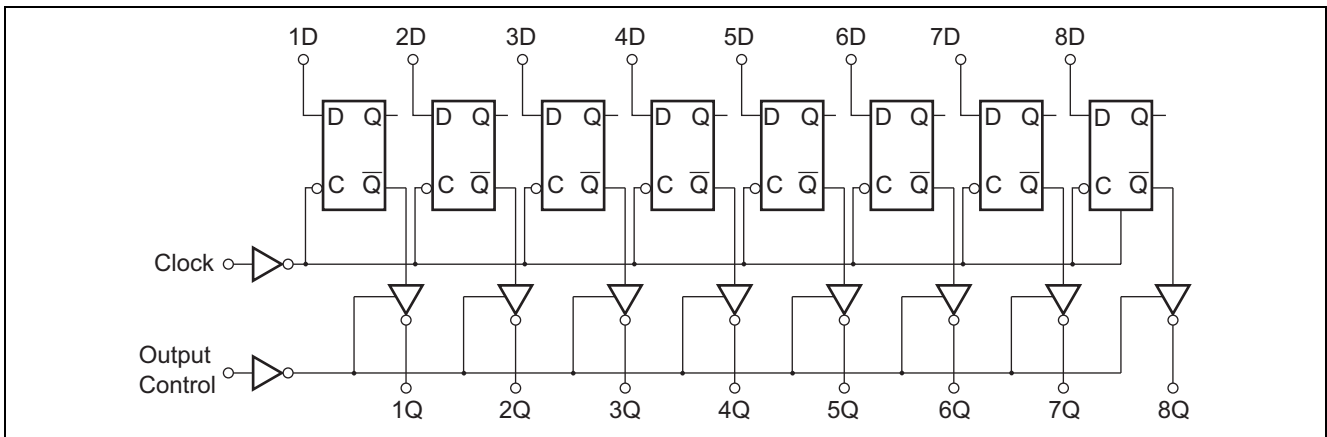 1D 2D 3D 4D 5D 6D 7D 8D
D Q D Q D Q D Q D Q D Q D Q D Q
C Q̅ C Q̅ C Q̅ C Q̅ C Q̅ C Q̅ C Q̅ C Q̅
Clock
Output
Control
1Q 2Q 3Q 4Q 5Q 6Q 7Q 8Q